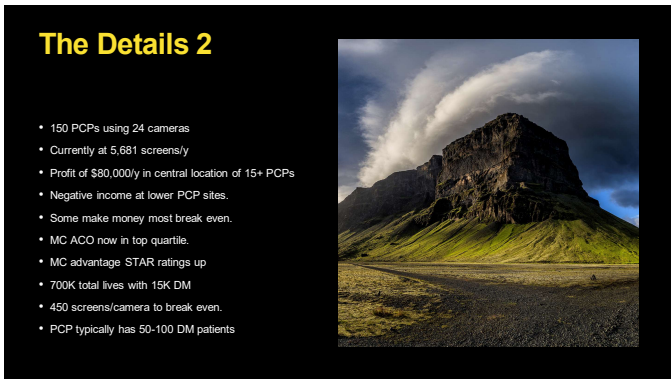 The Details 2
• 150 PCPs using 24 cameras
• Currently at 5,681 screens/y
• Profit of $80,000/y in central location of 15+ PCPs
• Negative income at lower PCP sites.
• Some make money most break even.
• MC ACO now in top quartile.
• MC advantage STAR ratings up
• 700K total lives with 15K DM
• 450 screens/camera to break even.
• PCP typically has 50-100 DM patients